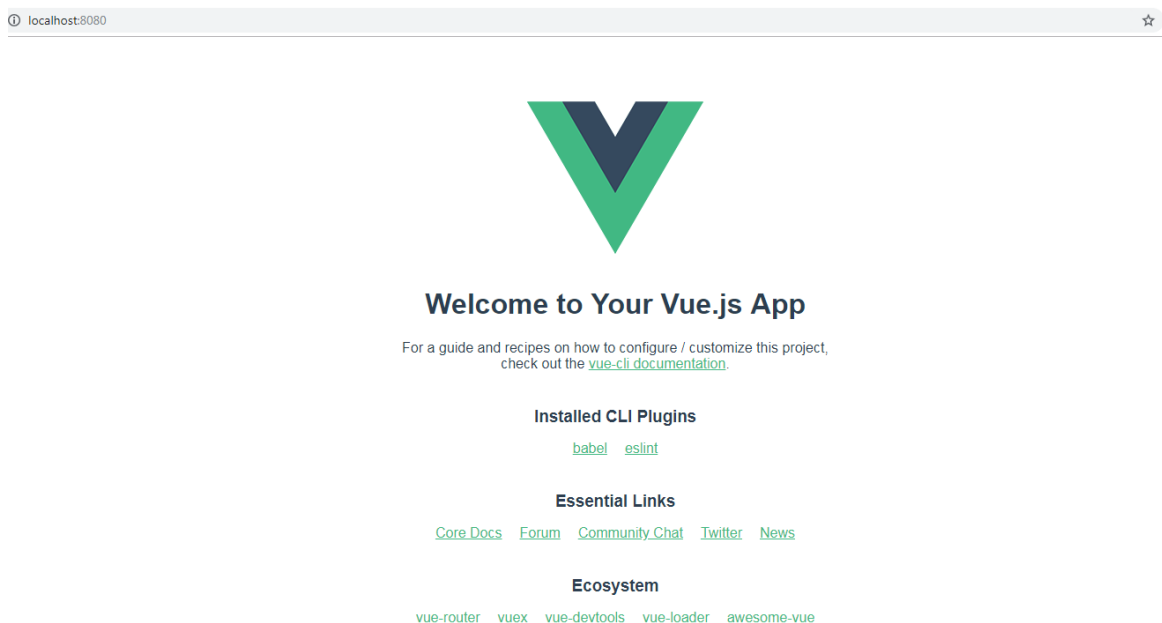 localhost:8080
Welcome to Your Vue.js App
For a guide and recipes on how to configure / customize this project,
check out the vue-cli documentation.
Installed CLI Plugins
babel eslint
Essential Links
Core Docs Forum Community Chat Twitter News
Ecosystem
vue-router vuex vue-devtools vue-loader awesome-vue